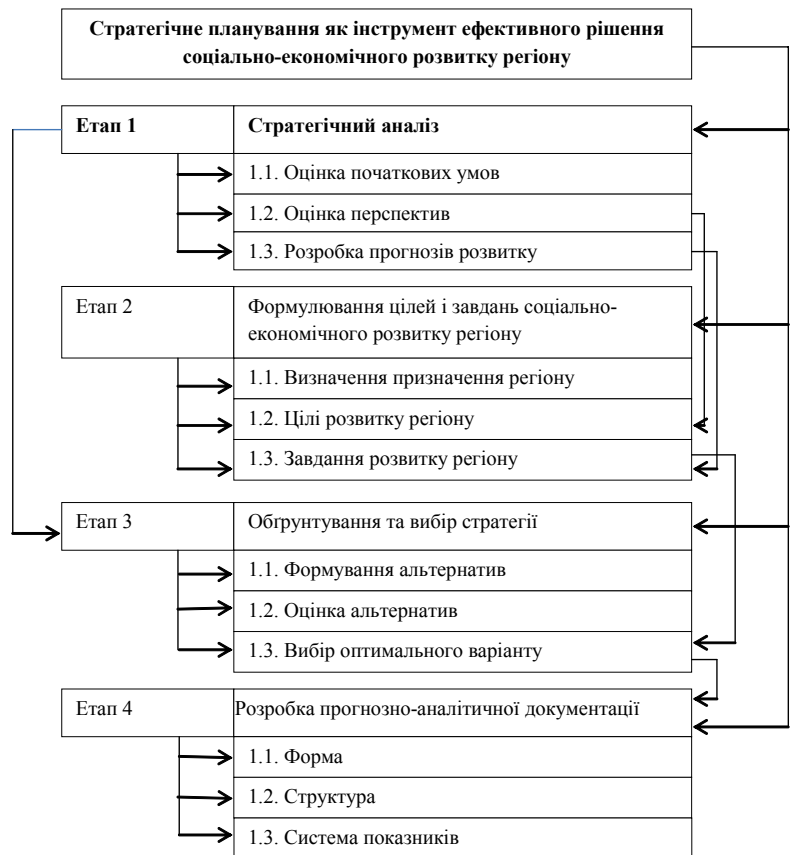 Стратегічне планування як інструмент ефективного рішення
соціально-економічного розвитку регіону
Етап 1 Стратегічний аналіз
1.1. Оцінка початкових умов
1.2. Оцінка перспектив
1.3. Розробка прогнозів розвитку
Етап 2 Формулювання цілей і завдань соціально-
економічного розвитку регіону
1.1. Визначення призначення регіону
1.2. Цілі розвитку регіону
1.3. Завдання розвитку регіону
Етап 3 Обґрунтування та вибір стратегії
1.1. Формування альтернатив
1.2. Оцінка альтернатив
1.3. Вибір оптимального варіанту
Етап 4 Розробка прогнозно-аналітичної документації
1.1. Форма
1.2. Структура
1.3. Система показників